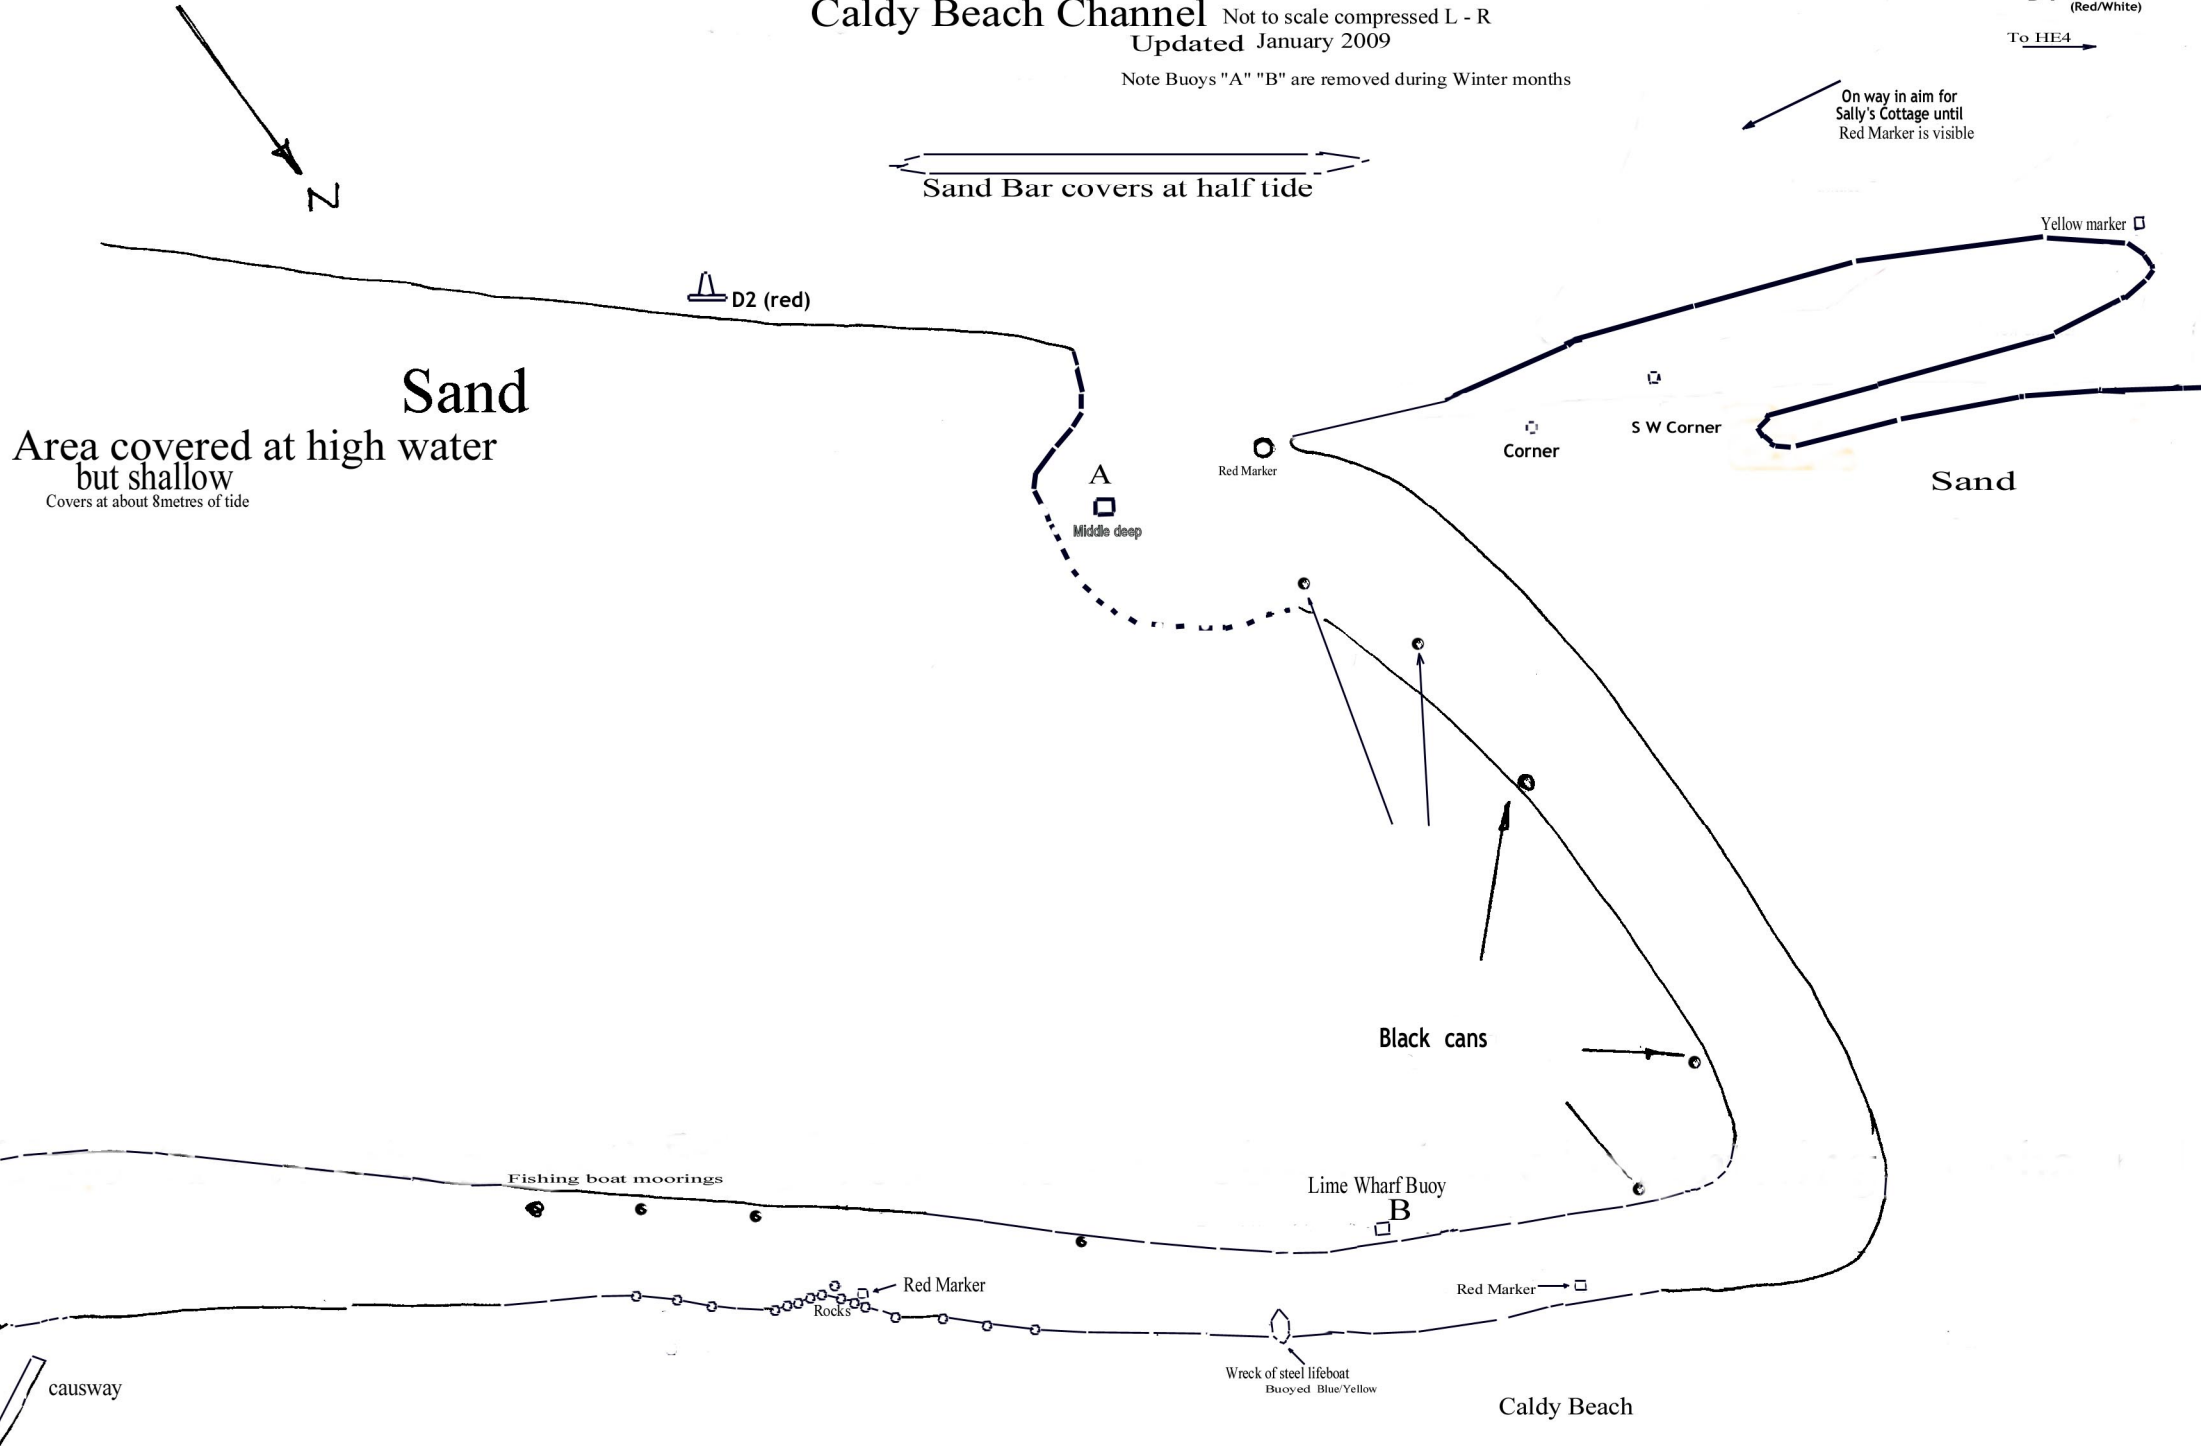 Caldy Beach Channel Not to scale compressed L - R
Updated January 2009
Note Buoys "A" "B" are removed during Winter months
(Red/White)
To HE4
On way in aim for
Sally's Cottage until
Red Marker is visible
N
Sand Bar covers at half tide
Yellow marker
D2 (red)
Sand
Area covered at high water
but shallow
Covers at about 8metres of tide
A
Middle deep
Red Marker
Corner
S W Corner
Sand
Black cans
Fishing boat moorings
Lime Wharf Buoy
B
Red Marker
Rocks
Red Marker
Wreck of steel lifeboat
Buoyed Blue/Yellow
causway
Caldy Beach